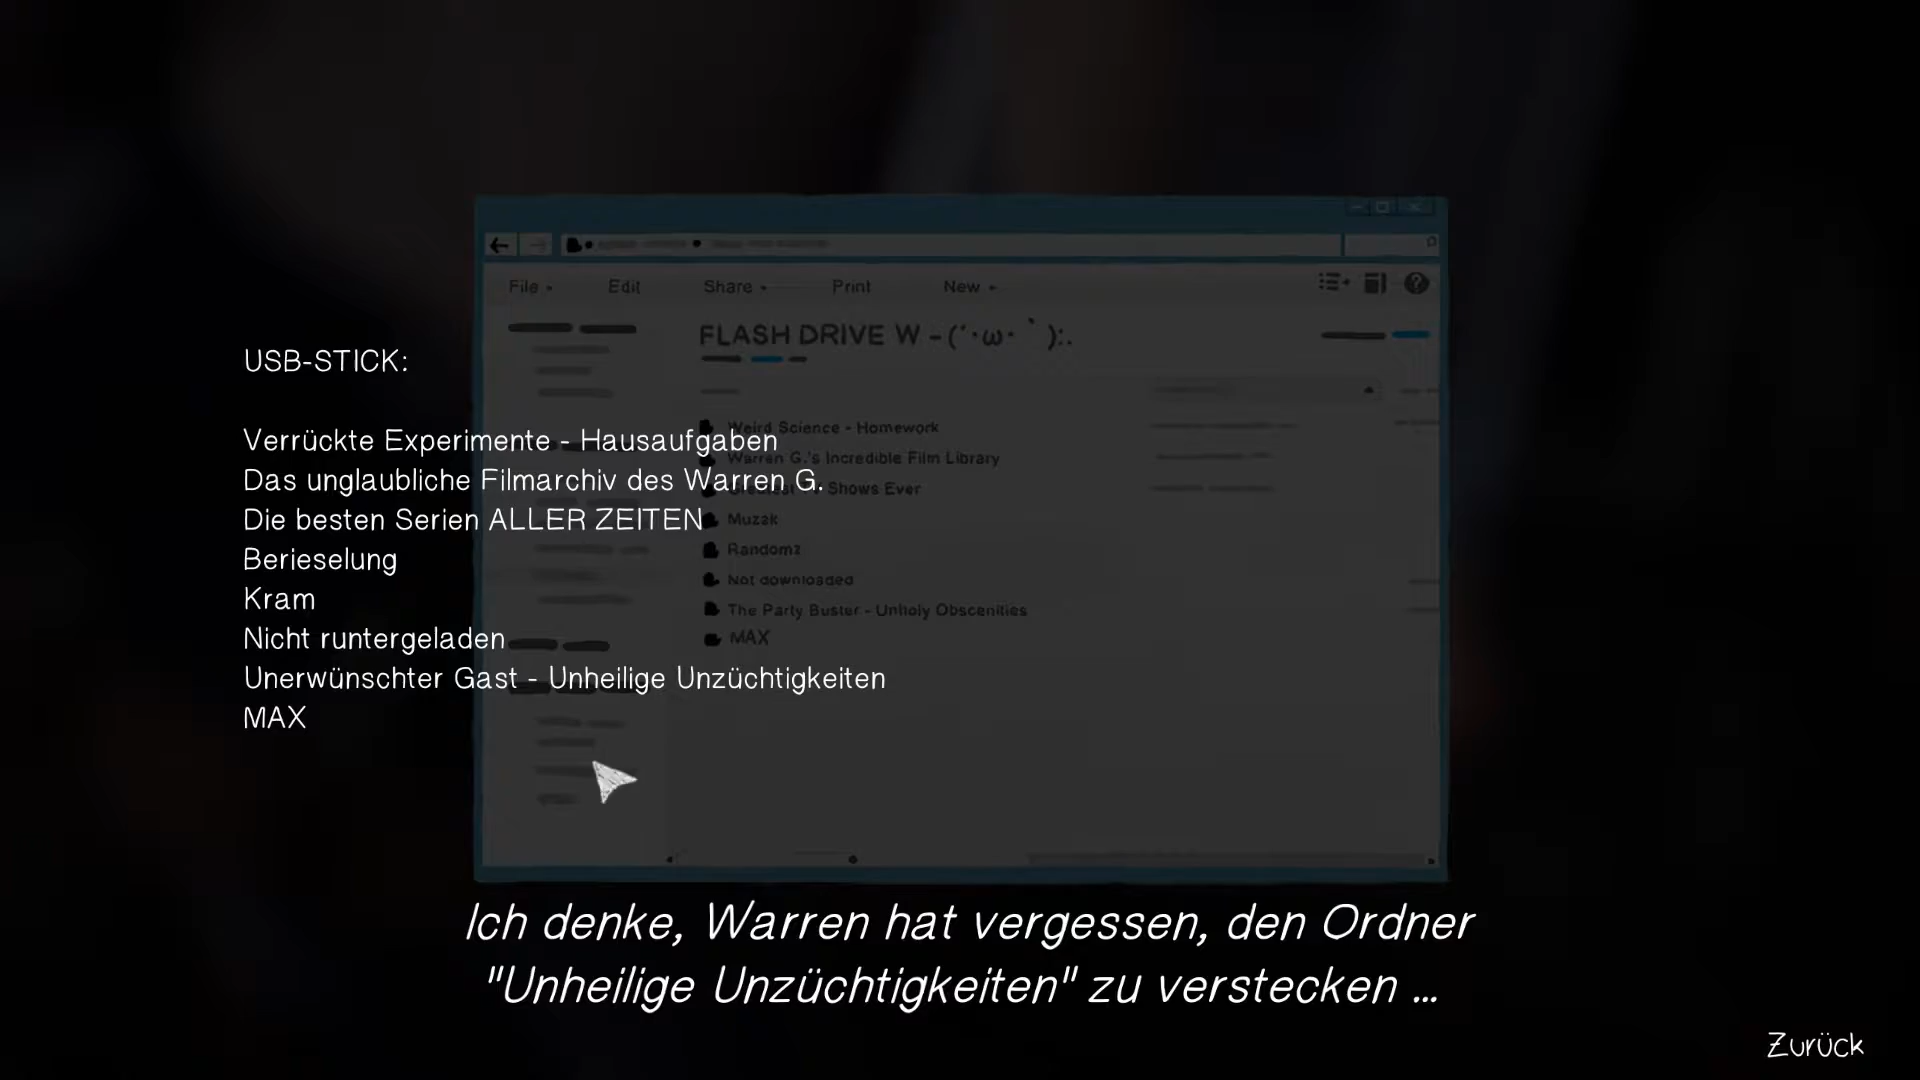 File
Edit
Share
Print
New
FLASH DRIVE W - (´･ω･｀):.
USB-STICK:
Verrückte Experimente - Hausaufgaben
Das unglaubliche Filmarchiv des Warren G.
Die besten Serien ALLER ZEITEN
Berieselung
Kram
Nicht runtergeladen
Unerwünschter Gast - Unheilige Unzüchtigkeiten
MAX
Weird Science - Homework
Warren G.'s Incredible Film Library
Shows Ever
Muzak
Randomz
Not downloaded
The Party Buster - Unholy Obscenities
MAX
Ich denke, Warren hat vergessen, den Ordner
"Unheilige Unzüchtigkeiten" zu verstecken ...
Zurück